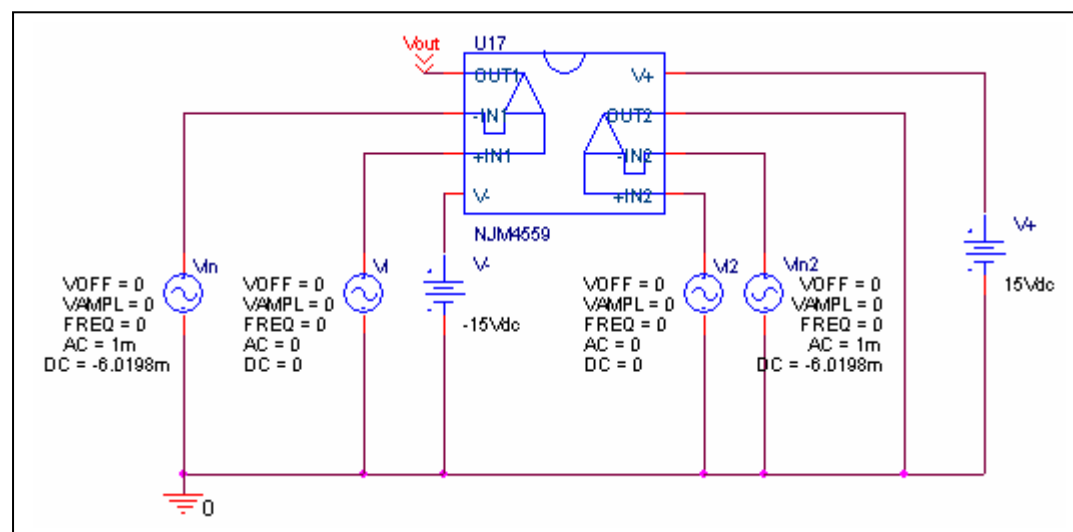 Vout
U17
OUT1
-IN1
+IN1
V-
V+
OUT2
-IN2
+IN2
NJM4559
Vin
VOFF = 0
VAMPL = 0
FREQ = 0
AC = 1m
DC = -6.0198m
VI
VOFF = 0
VAMPL = 0
FREQ = 0
AC = 0
DC = 0
V-
-15Vdc
VI2
VOFF = 0
VAMPL = 0
FREQ = 0
AC = 0
DC = 0
Vin2
VOFF = 0
VAMPL = 0
FREQ = 0
AC = 1m
DC = -6.0198m
V+
15Vdc
0